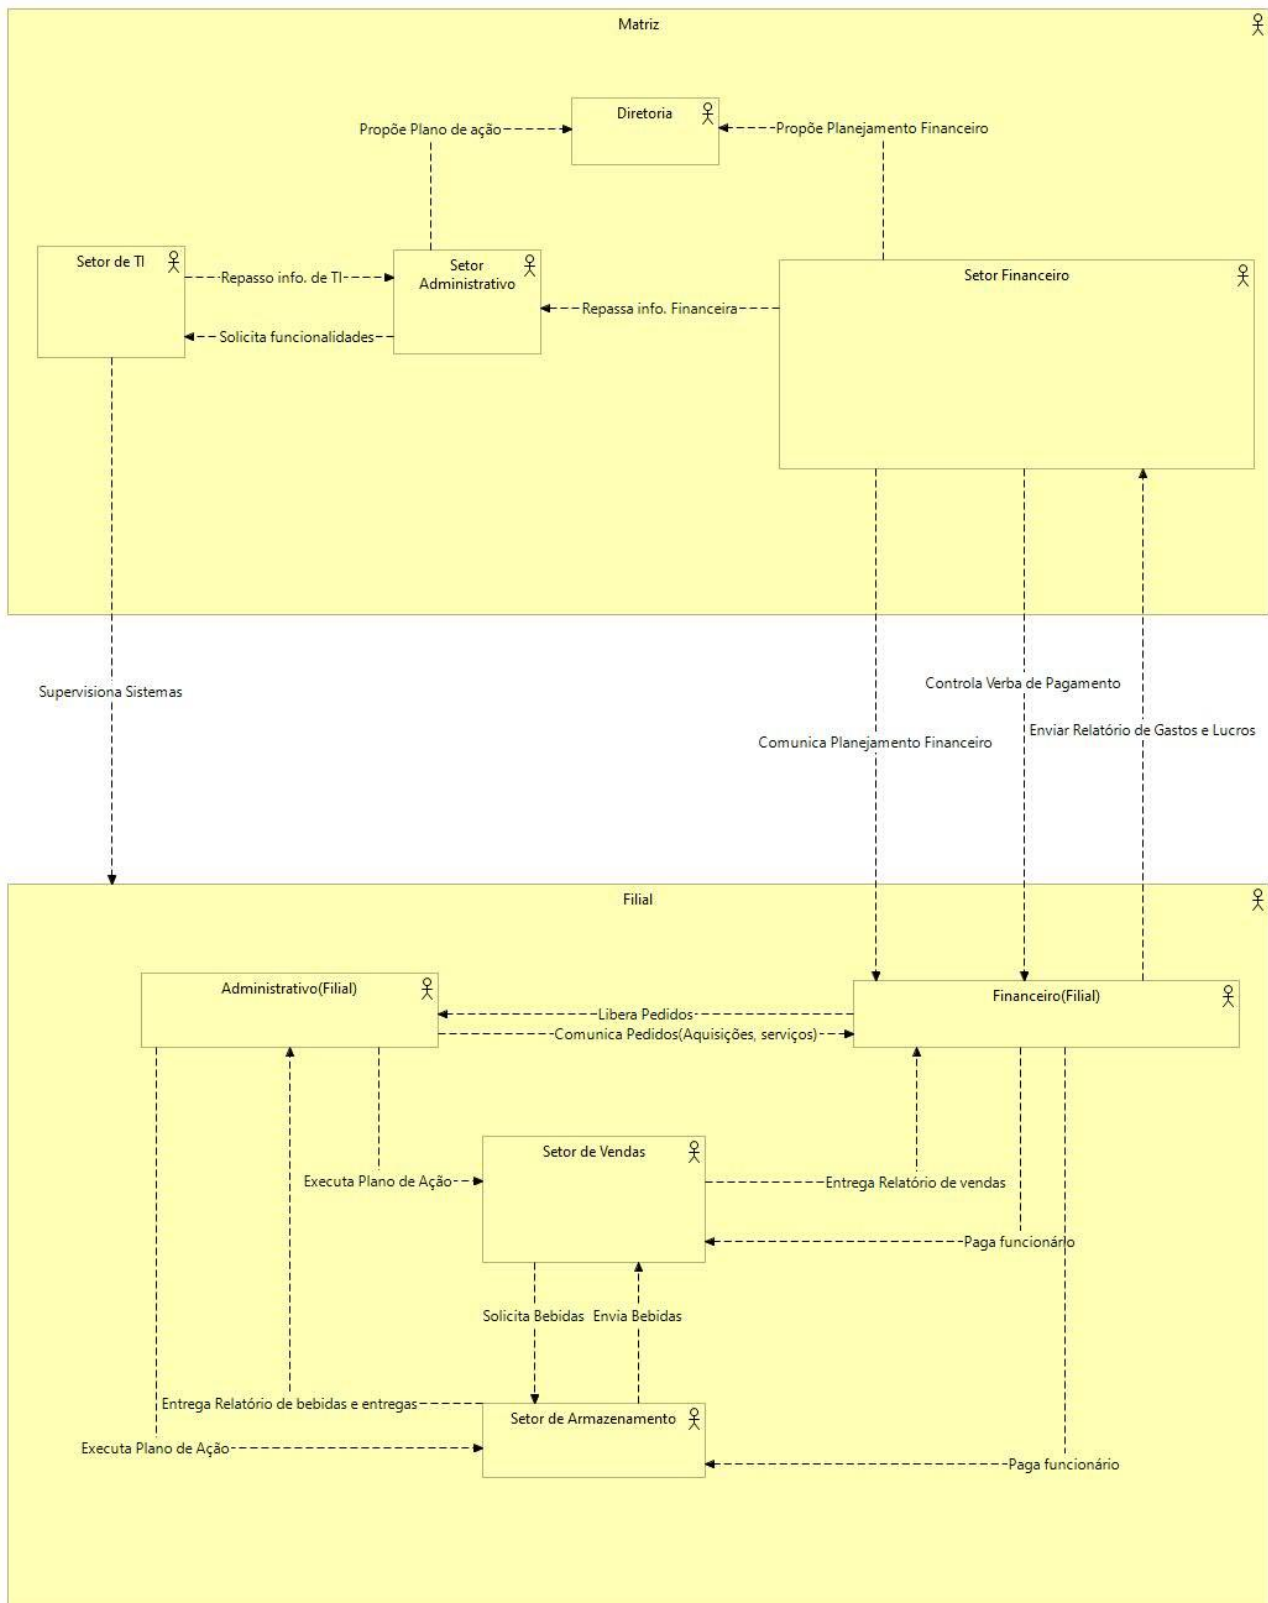 Matriz
Diretoria
Propõe Plano de ação
Propõe Planejamento Financeiro
Setor de TI
Setor
Administrativo
Setor Financeiro
Repasso info. de TI
Repassa info. Financeira
Solicita funcionalidades
Supervisiona Sistemas
Controla Verba de Pagamento
Enviar Relatório de Gastos e Lucros
Comunica Planejamento Financeiro
Filial
Administrativo(Filial)
Financeiro(Filial)
Libera Pedidos
Comunica Pedidos(Aquisições, serviços)
Setor de Vendas
Executa Plano de Ação
Entrega Relatório de vendas
Paga funcionário
Solicita Bebidas
Envia Bebidas
Entrega Relatório de bebidas e entregas
Setor de Armazenamento
Executa Plano de Ação
Paga funcionário